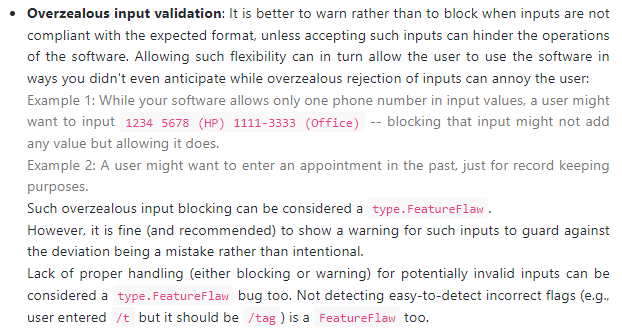 • Overzealous input validation: It is better to warn rather than to block when inputs are not
compliant with the expected format, unless accepting such inputs can hinder the operations
of the software. Allowing such flexibility can in turn allow the user to use the software in
ways you didn't even anticipate while overzealous rejection of inputs can annoy the user:
Example 1: While your software allows only one phone number in input values, a user might
want to input 1234 5678 (HP) 1111-3333 (Office) -- blocking that input might not add
any value but allowing it does.
Example 2: A user might want to enter an appointment in the past, just for record keeping
purposes.
Such overzealous input blocking can be considered a type.FeatureFlaw.
However, it is fine (and recommended) to show a warning for such inputs to guard against
the deviation being a mistake rather than intentional.
Lack of proper handling (either blocking or warning) for potentially invalid inputs can be
considered a type.FeatureFlaw bug too. Not detecting easy-to-detect incorrect flags (e.g.,
user entered /t but it should be /tag) is a FeatureFlaw too.